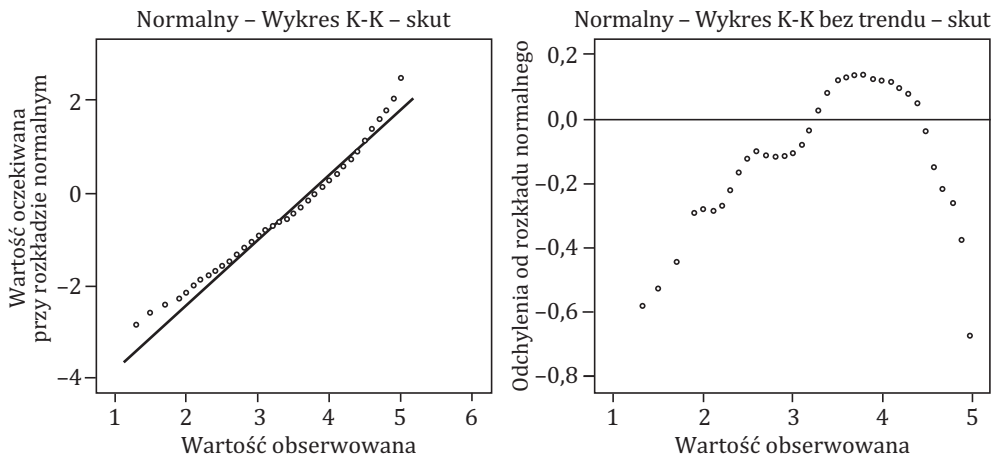 Normalny – Wykres K-K – skut
Wartość oczekiwana
przy rozkładzie normalnym
2
0
−2
−4
1 2 3 4 5 6
Wartość obserwowana
Normalny – Wykres K-K bez trendu – skut
Odchylenia od rozkładu normalnego
0,2
0,0
−0,2
−0,4
−0,6
−0,8
1 2 3 4 5
Wartość obserwowana